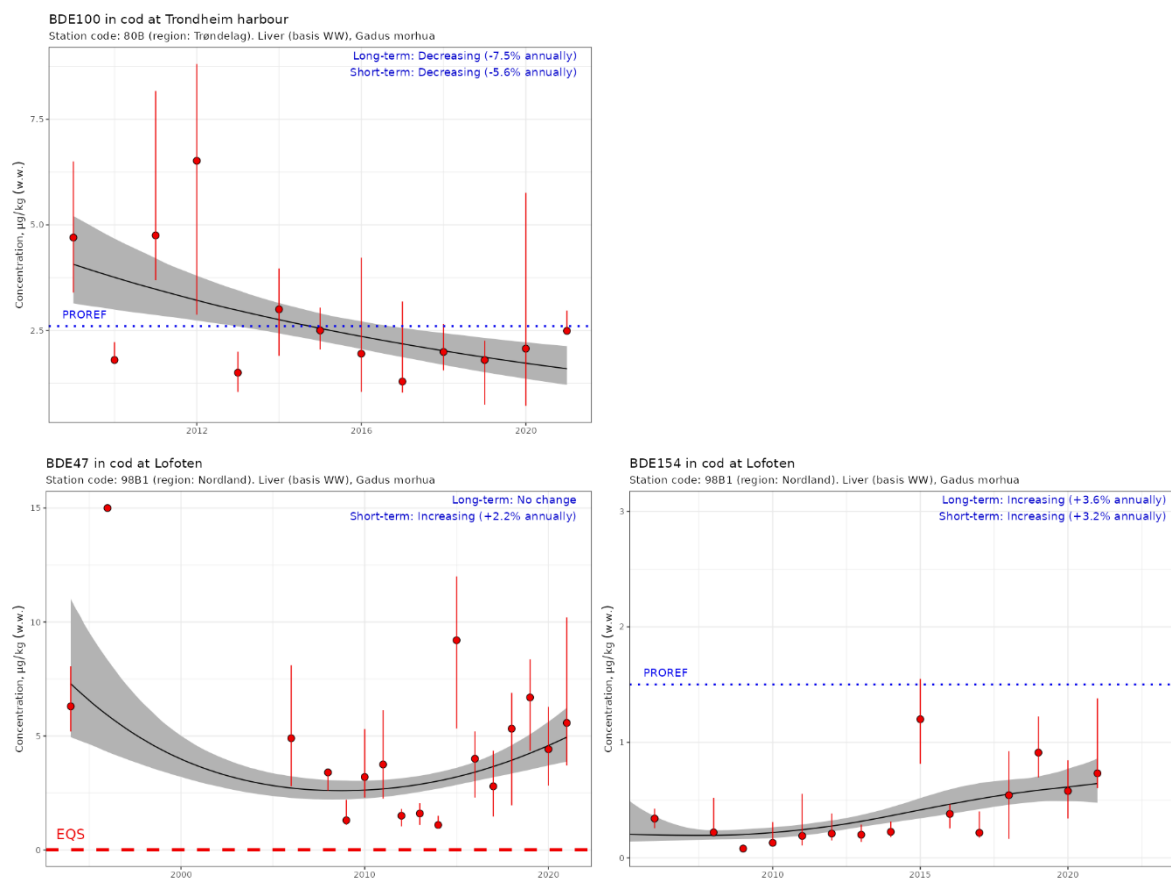 BDE100 in cod at Trondheim harbour
Station code: 80B (region: Trøndelag). Liver (basis WW), Gadus morhua
Long-term: Decreasing (-7.5% annually)
Short-term: Decreasing (-5.6% annually)
7.5
5.0
2.5
Concentration, µg/kg (w.w.)
PROREF
2012
2016
2020
BDE47 in cod at Lofoten
Station code: 98B1 (region: Nordland). Liver (basis WW), Gadus morhua
Long-term: No change
Short-term: Increasing (+2.2% annually)
15
10
5
0
Concentration, µg/kg (w.w.)
EQS
2000
2010
2020
BDE154 in cod at Lofoten
Station code: 98B1 (region: Nordland). Liver (basis WW), Gadus morhua
Long-term: Increasing (+3.6% annually)
Short-term: Increasing (+3.2% annually)
3
2
1
0
Concentration, µg/kg (w.w.)
PROREF
2010
2015
2020